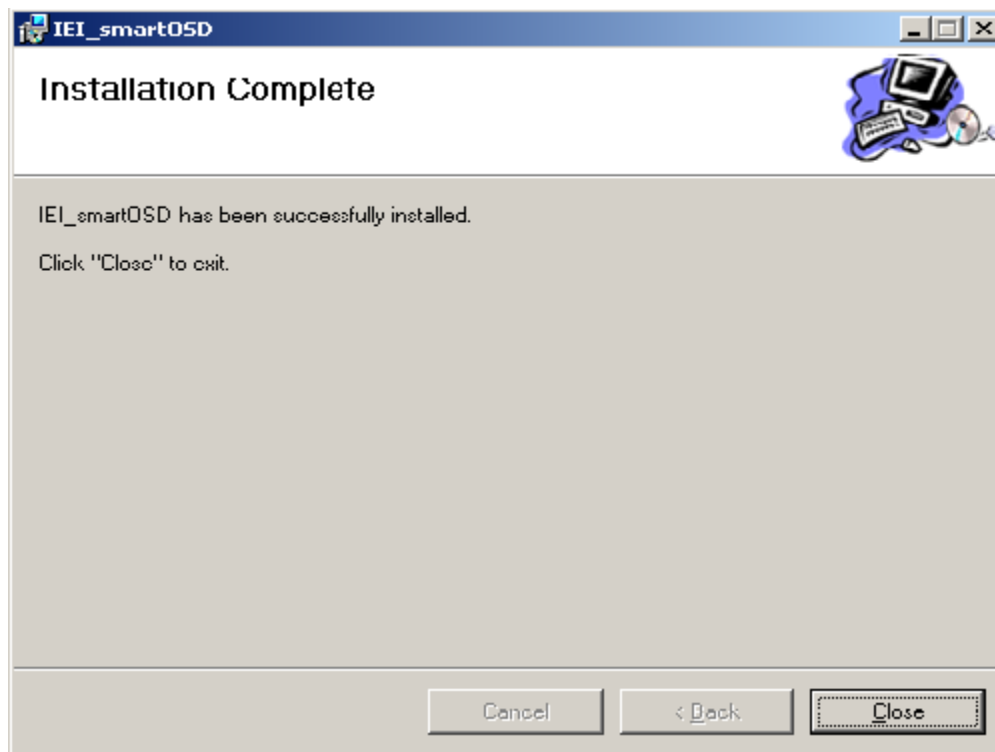 IEI_smartOSD
Installation Complete
IEI_smartOSD has been successfully installed.
Click "Close" to exit.
Cancel
< Back
Close